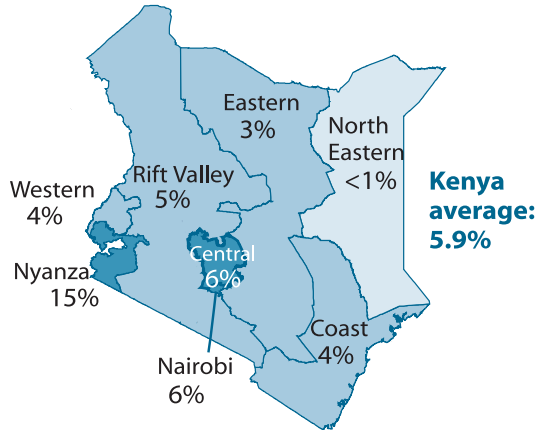 Eastern
3%
North
Eastern
<1%
Rift Valley
5%
Western
4%
Kenya
average:
5.9%
Central
6%
Nyanza
15%
Coast
4%
Nairobi
6%